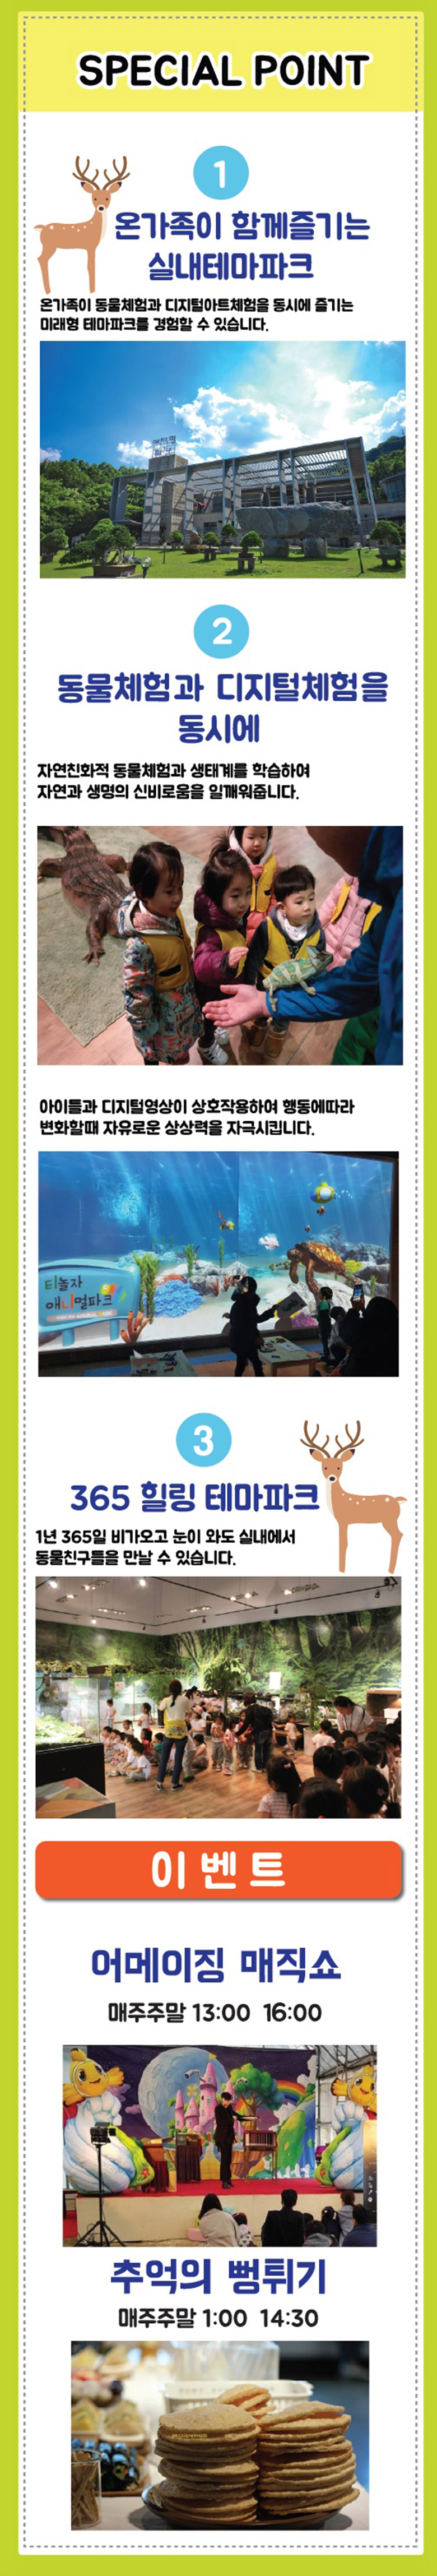 SPECIAL POINT
1
온가족이 함께즐기는
실내테마파크
온가족이 동물체험과 디지털아트체험을 동시에 즐기는
미래형 테마파크를 경험할 수 있습니다.
2
동물체험과 디지털체험을
동시에
자연친화적 동물체험과 생태계를 학습하여
자연과 생명의 신비로움을 일깨워줍니다.
아이들과 디지털영상이 상호작용하여 행동에따라
변화할때 자유로운 상상력을 자극시킵니다.
티놀자
애니멀파크
3
365 힐링 테마파크
1년 365일 비가오고 눈이 와도 실내에서
동물친구들을 만날 수 있습니다.
이벤트
어메이징 매직쇼
매주주말 13:00 16:00
추억의 뻥튀기
매주주말 1:00 14:30